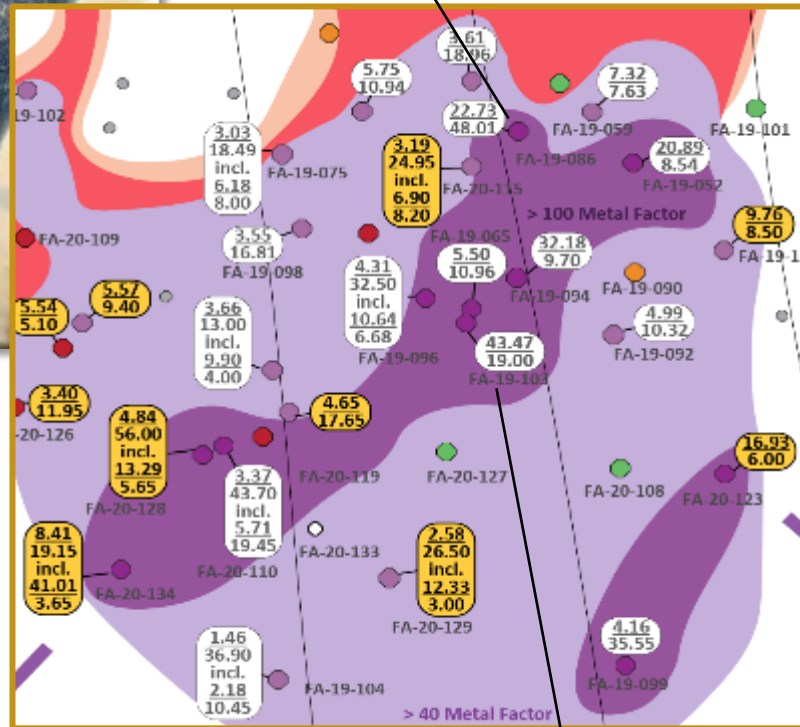 3.61
18.96
5.75
10.94
7.32
7.63
19-102
22.73
48.01
FA-19-059
FA-19-101
3.03
18.49
incl.
6.18
8.00
FA-19-075
3.19
24.95
incl.
6.90
8.20
FA-20-115
FA-19-086
20.89
8.54
FA-19-052
> 100 Metal Factor
9.76
8.50
FA-19-1
FA-20-109
3.55
16.81
FA-19-098
FA-19-065
5.50
10.96
32.18
9.70
FA-19-094
FA-19-090
4.31
32.50
incl.
10.64
6.68
FA-19-096
5.54
5.10
5.57
9.40
3.66
13.00
incl.
9.90
4.00
4.99
10.32
FA-19-092
43.47
19.00
FA-19-103
3.40
11.95
-20-126
4.65
17.65
4.84
56.00
incl.
13.29
5.65
FA-20-128
3.37
43.70
incl.
5.71
19.45
FA-20-110
FA-20-119
FA-20-127
FA-20-108
16.93
6.00
FA-20-123
8.41
19.15
incl.
41.01
3.65
FA-20-134
FA-20-133
2.58
26.50
incl.
12.33
3.00
FA-20-129
1.46
36.90
incl.
2.18
10.45
FA-19-104
4.16
35.55
FA-19-099
> 40 Metal Factor